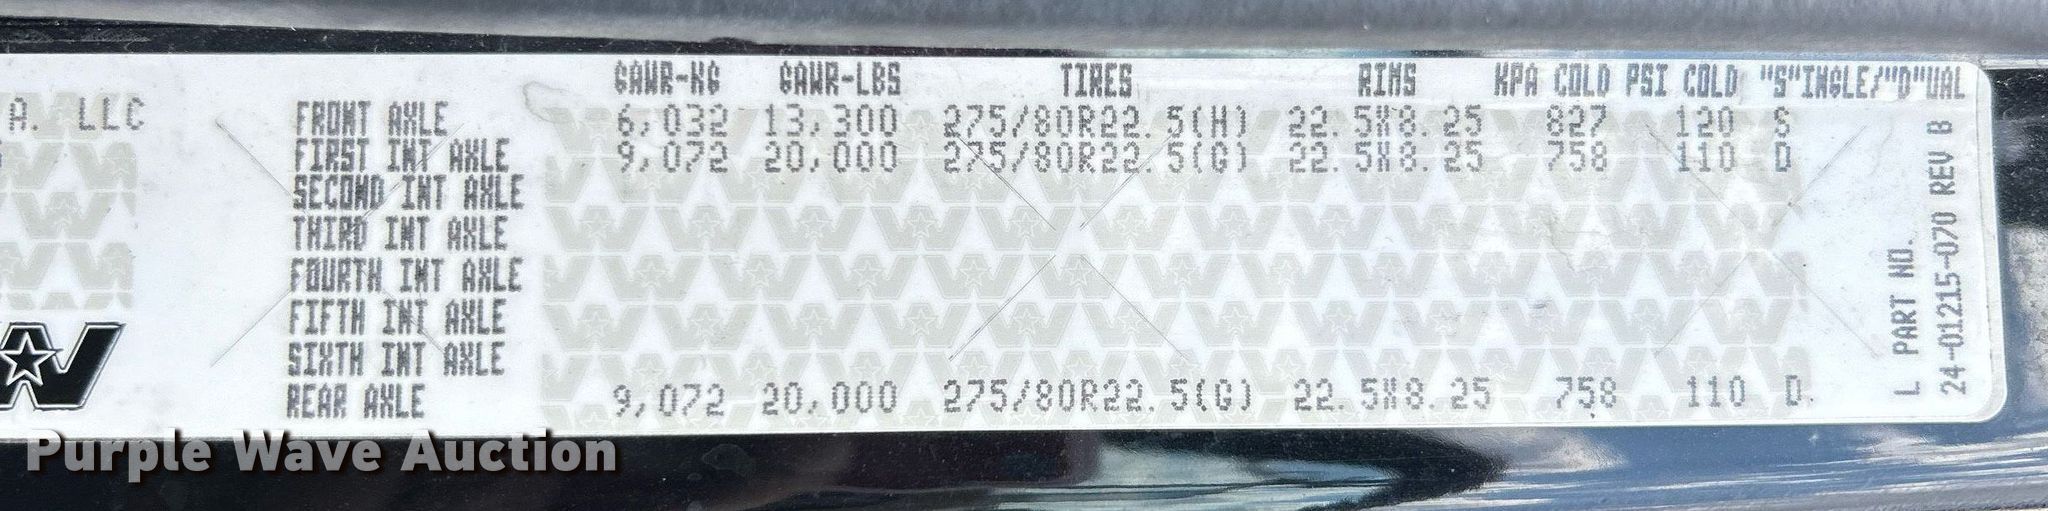 GAWR-KG GAWR-LBS TIRES RIMS KPA COLD PSI COLD "S"INGLE/"D"UAL
A. LLC
FRONT AXLE 6,032 13,300 275/80R22.5(H) 22.5X8.25 827 120 S
FIRST INT AXLE 9,072 20,000 275/80R22.5(G) 22.5X8.25 758 110 D
SECOND INT AXLE
THIRD INT AXLE
FOURTH INT AXLE
FIFTH INT AXLE
SIXTH INT AXLE
REAR AXLE 9,072 20,000 275/80R22.5(G) 22.5X8.25 758 110 D
L PART NO.
24-01215-070 REV B
W
Purple Wave Auction